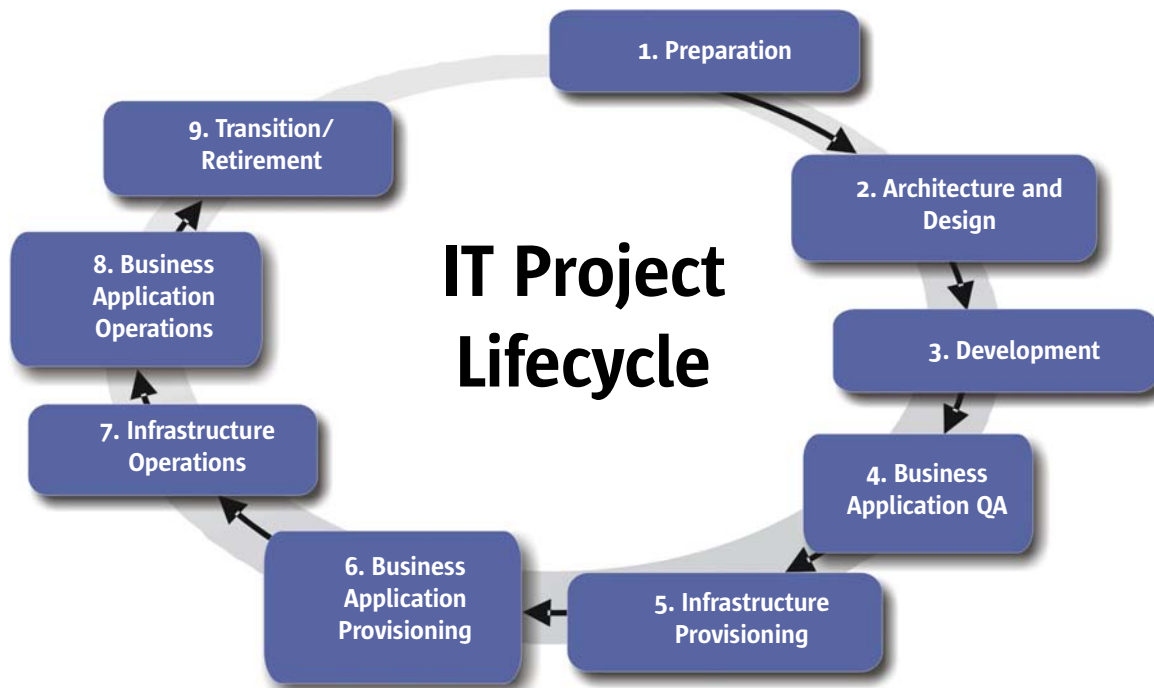 1. Preparation
2. Architecture and
Design
3. Development
4. Business
Application QA
5. Infrastructure
Provisioning
6. Business
Application
Provisioning
7. Infrastructure
Operations
8. Business
Application
Operations
9. Transition/
Retirement
IT Project
Lifecycle